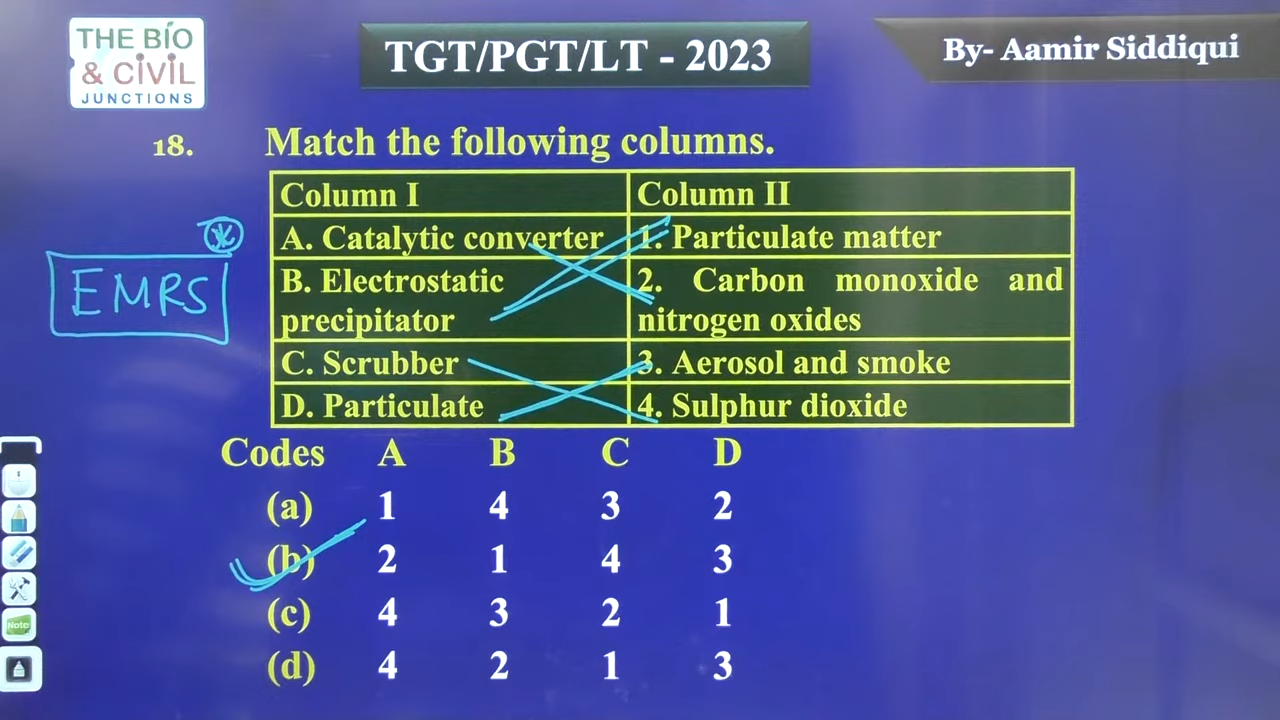 THE BIO
& CIVIL
JUNCTIONS
TGT/PGT/LT - 2023
By- Aamir Siddiqui
18. Match the following columns.
Column I Column II
A. Catalytic converter 1. Particulate matter
B. Electrostatic precipitator 2. Carbon monoxide and nitrogen oxides
C. Scrubber 3. Aerosol and smoke
D. Particulate 4. Sulphur dioxide
EMRS
Codes A B C D
(a) 1 4 3 2
(b) 2 1 4 3
(c) 4 3 2 1
(d) 4 2 1 3
Note